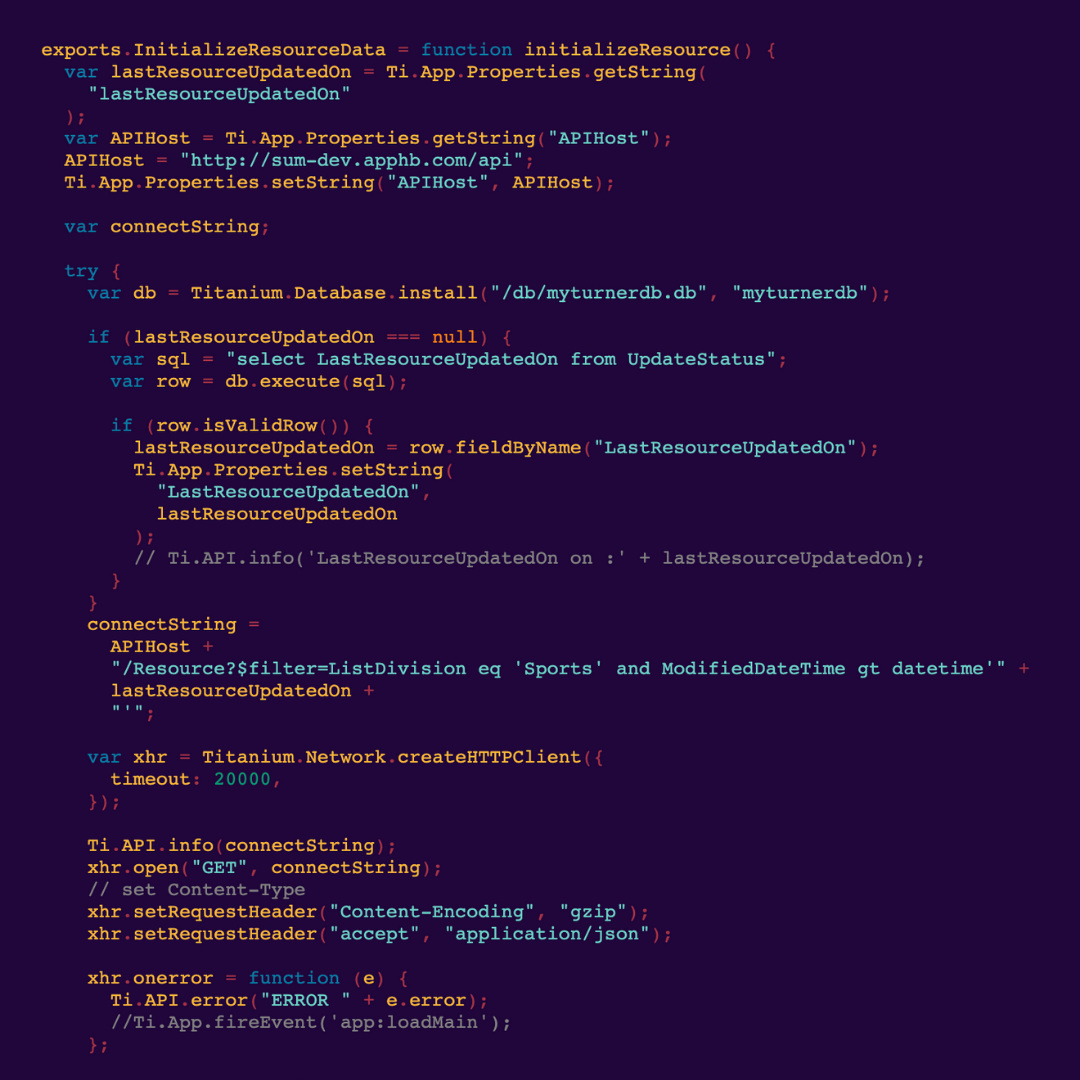 exports.InitializeResourceData = function initializeResource() {
  var lastResourceUpdatedOn = Ti.App.Properties.getString(
    "lastResourceUpdatedOn"
  );
  var APIHost = Ti.App.Properties.getString("APIHost");
  APIHost = "http://sum-dev.apphb.com/api";
  Ti.App.Properties.setString("APIHost", APIHost);

  var connectString;

  try {
    var db = Titanium.Database.install("/db/myturnerdb.db", "myturnerdb");

    if (lastResourceUpdatedOn === null) {
      var sql = "select LastResourceUpdatedOn from UpdateStatus";
      var row = db.execute(sql);

      if (row.isValidRow()) {
        lastResourceUpdatedOn = row.fieldByName("LastResourceUpdatedOn");
        Ti.App.Properties.setString(
          "LastResourceUpdatedOn",
          lastResourceUpdatedOn
        );
        // Ti.API.info('LastResourceUpdatedOn on :' + lastResourceUpdatedOn);
      }
    }
    connectString =
      APIHost +
      "/Resource?$filter=ListDivision eq 'Sports' and ModifiedDateTime gt datetime'" +
      lastResourceUpdatedOn +
      "'";

    var xhr = Titanium.Network.createHTTPClient({
      timeout: 20000,
    });

    Ti.API.info(connectString);
    xhr.open("GET", connectString);
    // set Content-Type
    xhr.setRequestHeader("Content-Encoding", "gzip");
    xhr.setRequestHeader("accept", "application/json");

    xhr.onerror = function (e) {
      Ti.API.error("ERROR " + e.error);
      //Ti.App.fireEvent('app:loadMain');
    };